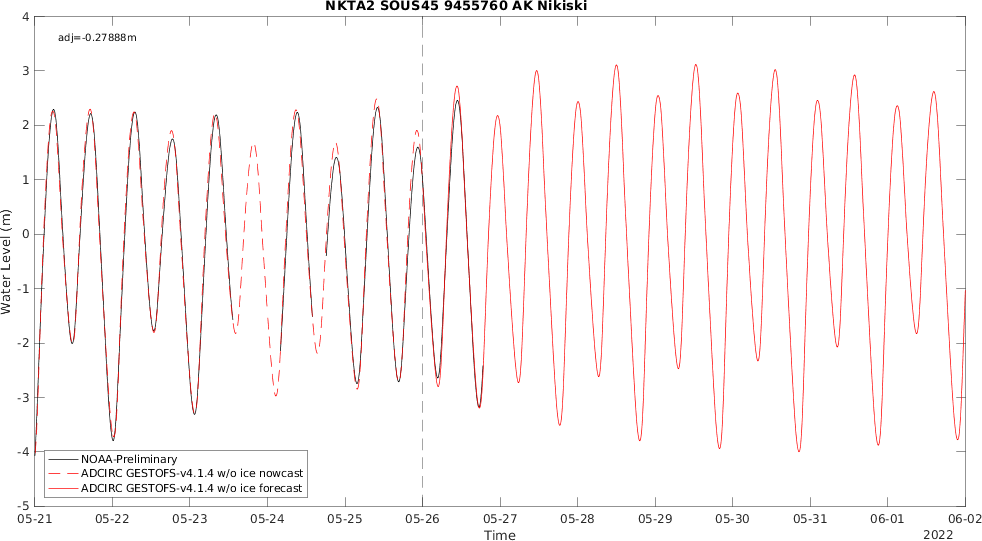 NKTA2 SOUS45 9455760 AK Nikiski
adj=-0.27888m
Water Level (m)
4
3
2
1
0
-1
-2
-3
-4
-5
NOAA-Preliminary
ADCIRC GESTOFS-v4.1.4 w/o ice nowcast
ADCIRC GESTOFS-v4.1.4 w/o ice forecast
05-21 05-22 05-23 05-24 05-25 05-26 05-27 05-28 05-29 05-30 05-31 06-01 06-02
Time
2022